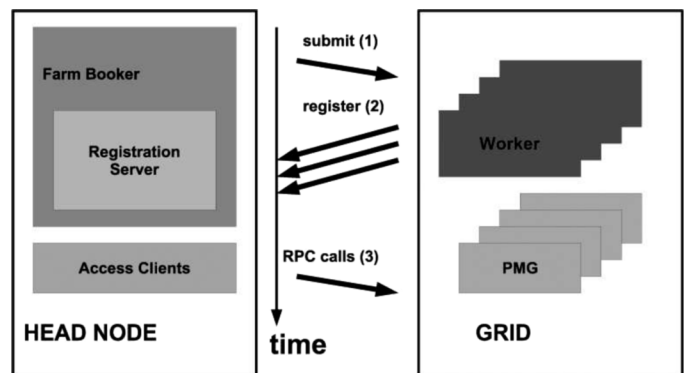 submit (1)
Farm Booker
register (2)
Registration
Server
Worker
RPC calls (3)
Access Clients
PMG
HEAD NODE
time
GRID